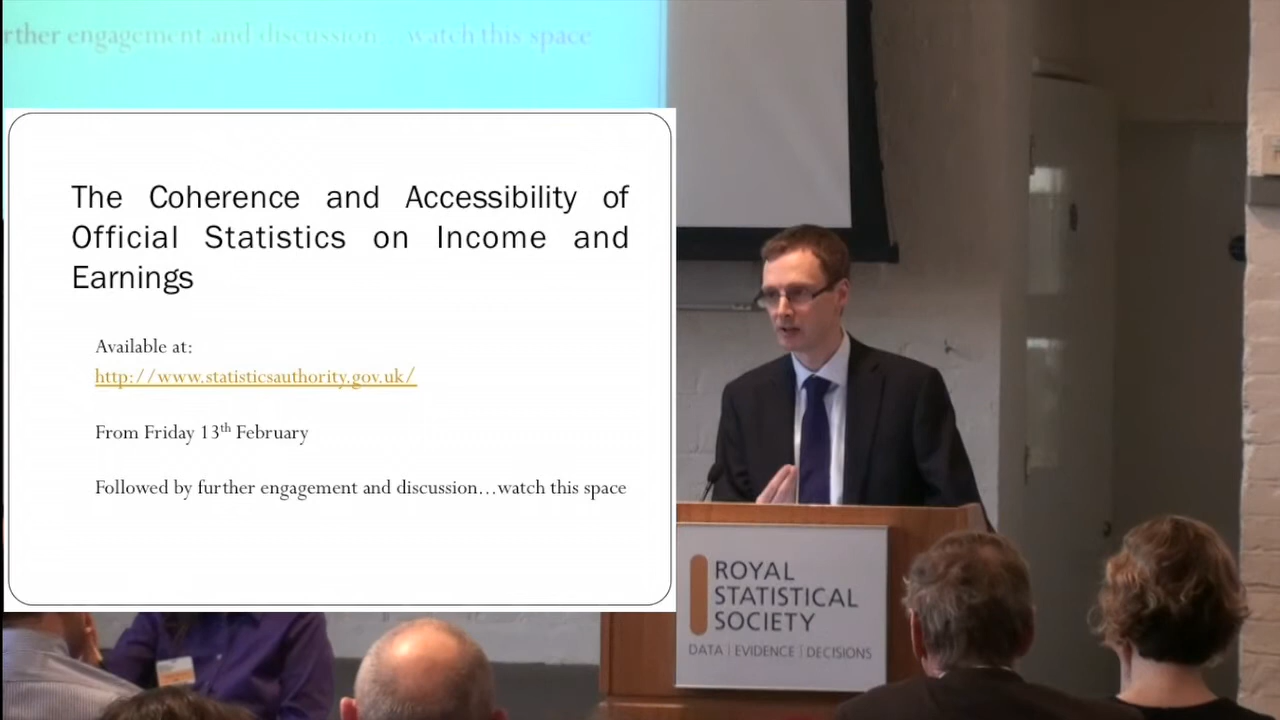 rther engagement and discussion... watch this space
The Coherence and Accessibility of
Official Statistics on Income and
Earnings
Available at:
http://www.statisticsauthority.gov.uk/
From Friday 13th February
Followed by further engagement and discussion...watch this space
ROYAL
STATISTICAL
SOCIETY
DATA | EVIDENCE | DECISIONS